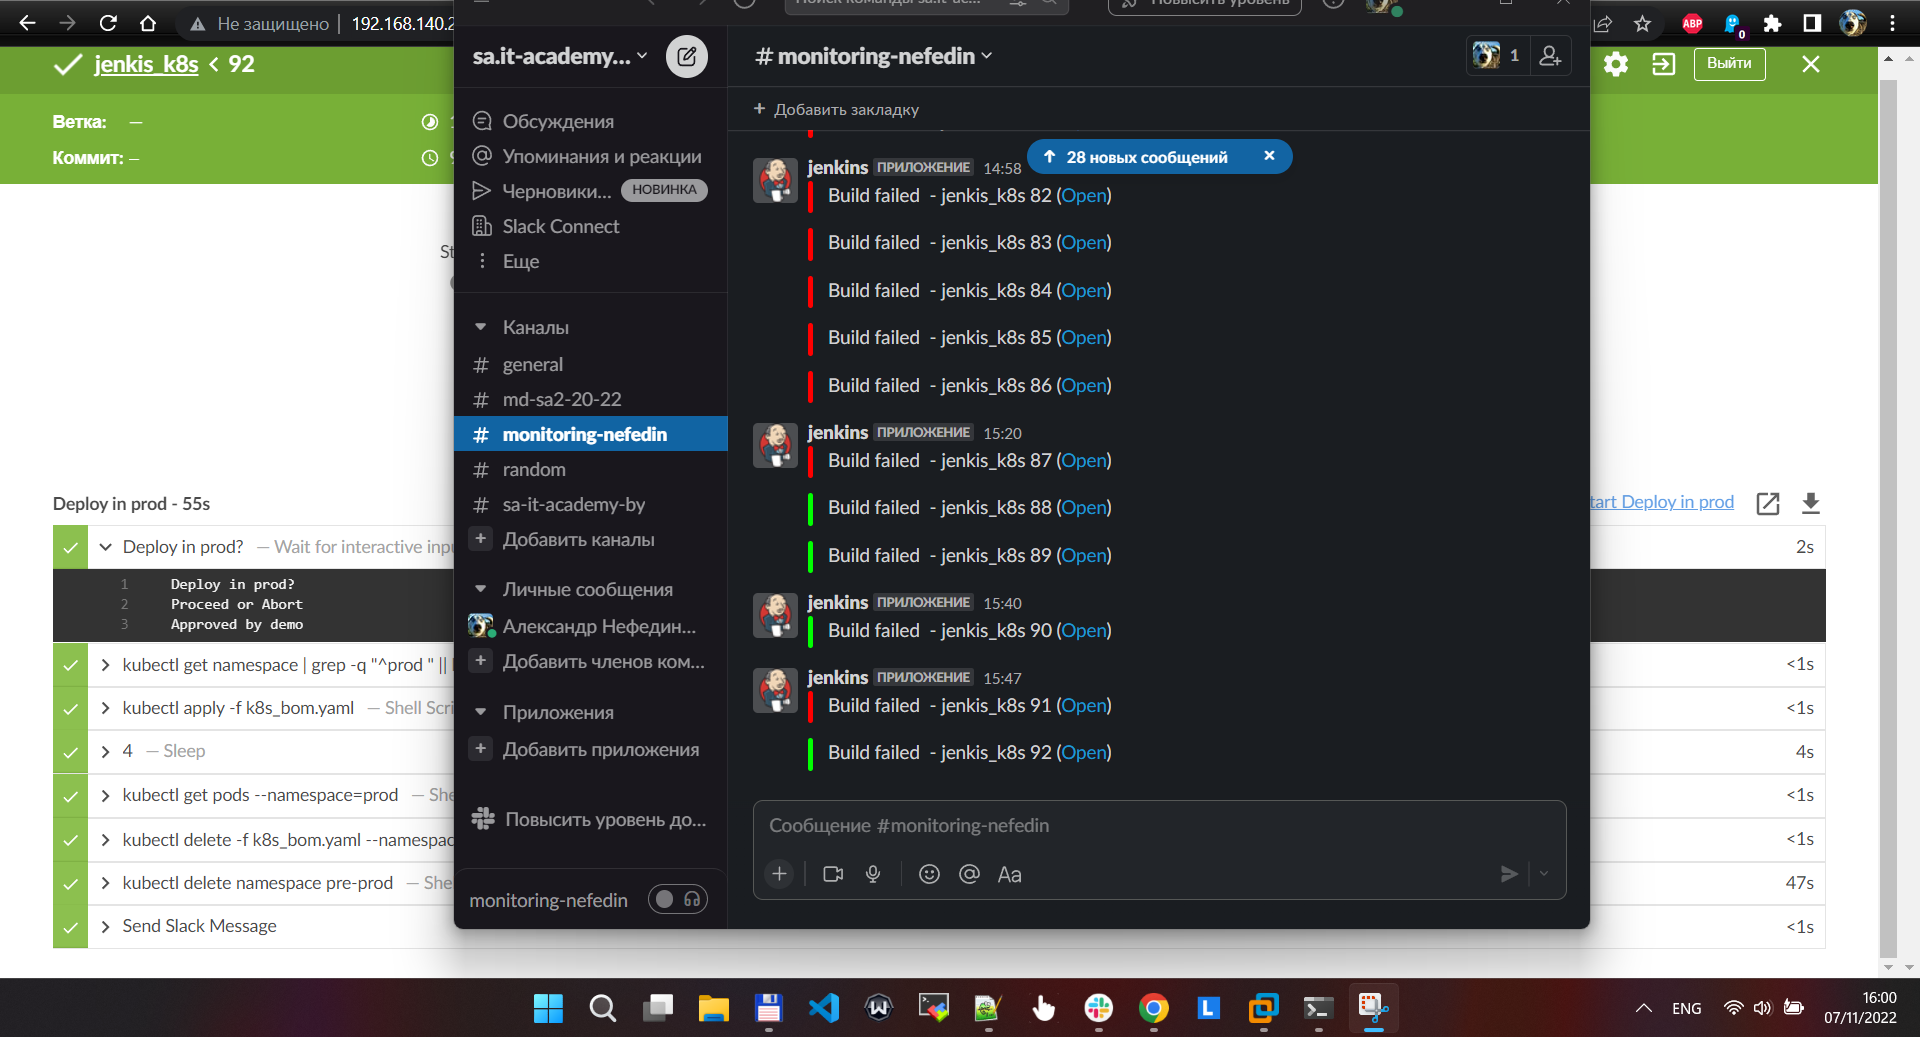 Не защищено
192.168.140.2
Повысить уровень
ABP
0
jenkis_k8s < 92
Выйти
Ветка: —
Коммит: —
Deploy in prod - 55s
tart Deploy in prod
Deploy in prod? — Wait for interactive inpu
2s
1 Deploy in prod?
2 Proceed or Abort
3 Approved by demo
kubectl get namespace | grep -q "^prod " ||
<1s
kubectl apply -f k8s_bom.yaml — Shell Scri
<1s
4 — Sleep
4s
kubectl get pods --namespace=prod — She
<1s
kubectl delete -f k8s_bom.yaml --namespac
<1s
kubectl delete namespace pre-prod — She
47s
Send Slack Message
<1s
sa.it-academy...
Обсуждения
Упоминания и реакции
Черновики... НОВИНКА
Slack Connect
Еще
Каналы
# general
# md-sa2-20-22
# monitoring-nefedin
# random
# sa-it-academy-by
+ Добавить каналы
Личные сообщения
Александр Нефедин...
+ Добавить членов ком...
Приложения
+ Добавить приложения
Повысить уровень до...
monitoring-nefedin
# monitoring-nefedin
1
+ Добавить закладку
28 новых сообщений
jenkins ПРИЛОЖЕНИЕ 14:58
Build failed - jenkis_k8s 82 (Open)
Build failed - jenkis_k8s 83 (Open)
Build failed - jenkis_k8s 84 (Open)
Build failed - jenkis_k8s 85 (Open)
Build failed - jenkis_k8s 86 (Open)
jenkins ПРИЛОЖЕНИЕ 15:20
Build failed - jenkis_k8s 87 (Open)
Build failed - jenkis_k8s 88 (Open)
Build failed - jenkis_k8s 89 (Open)
jenkins ПРИЛОЖЕНИЕ 15:40
Build failed - jenkis_k8s 90 (Open)
jenkins ПРИЛОЖЕНИЕ 15:47
Build failed - jenkis_k8s 91 (Open)
Build failed - jenkis_k8s 92 (Open)
Сообщение #monitoring-nefedin
Aa
ENG
16:00
07/11/2022